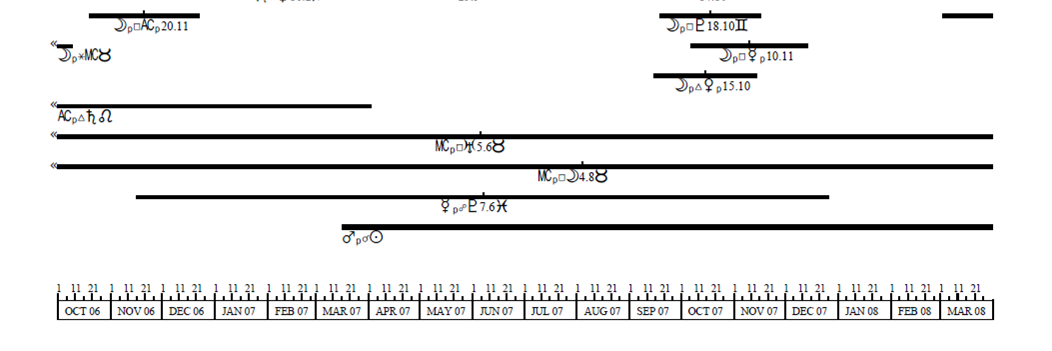 ☽p□ACp20.11 ☽p□♇18.10♊
« ☽p⚹MC♉ ☽p□☿p10.11
☽p△♀p15.10
« ACp△♄♌
« MCp□♅5.6♉
« MCp□☽4.8♉
☿p☍♇7.6♓
♂p☌☉
1 11 21 1 11 21 1 11 21 1 11 21 1 11 21 1 11 21 1 11 21 1 11 21 1 11 21 1 11 21 1 11 21 1 11 21 1 11 21 1 11 21 1 11 21 1 11 21 1 11 21 1 11 21
OCT 06 NOV 06 DEC 06 JAN 07 FEB 07 MAR 07 APR 07 MAY 07 JUN 07 JUL 07 AUG 07 SEP 07 OCT 07 NOV 07 DEC 07 JAN 08 FEB 08 MAR 08